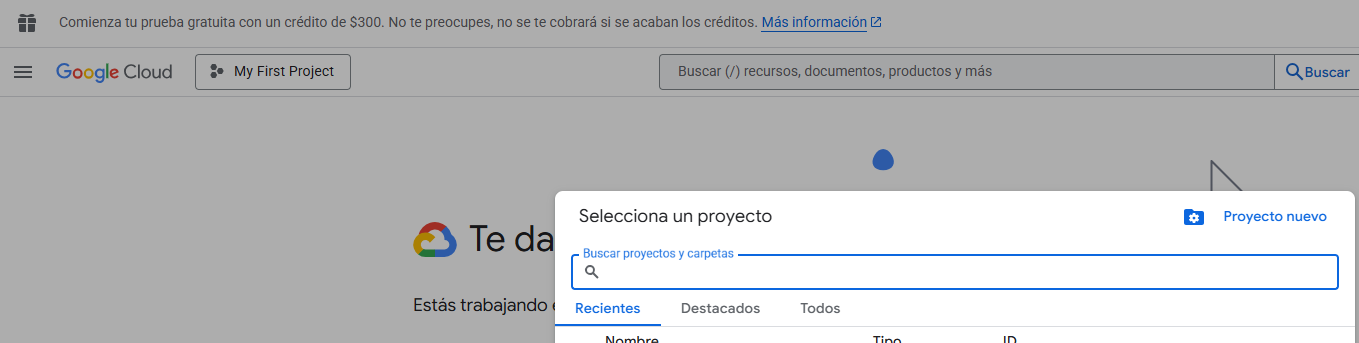 Comienza tu prueba gratuita con un crédito de $300. No te preocupes, no se te cobrará si se acaban los créditos. Más información
Google Cloud My First Project Buscar (/) recursos, documentos, productos y más Buscar
Selecciona un proyecto Proyecto nuevo
Te da
Buscar proyectos y carpetas
Estás trabajando
Recientes Destacados Todos
Nombre Tipo ID